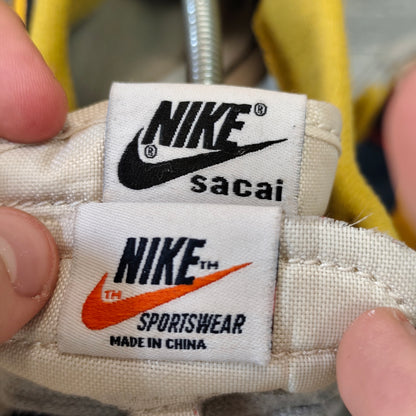 NIKE®
®
sacai
NIKE™
TM
SPORTSWEAR
MADE IN CHINA